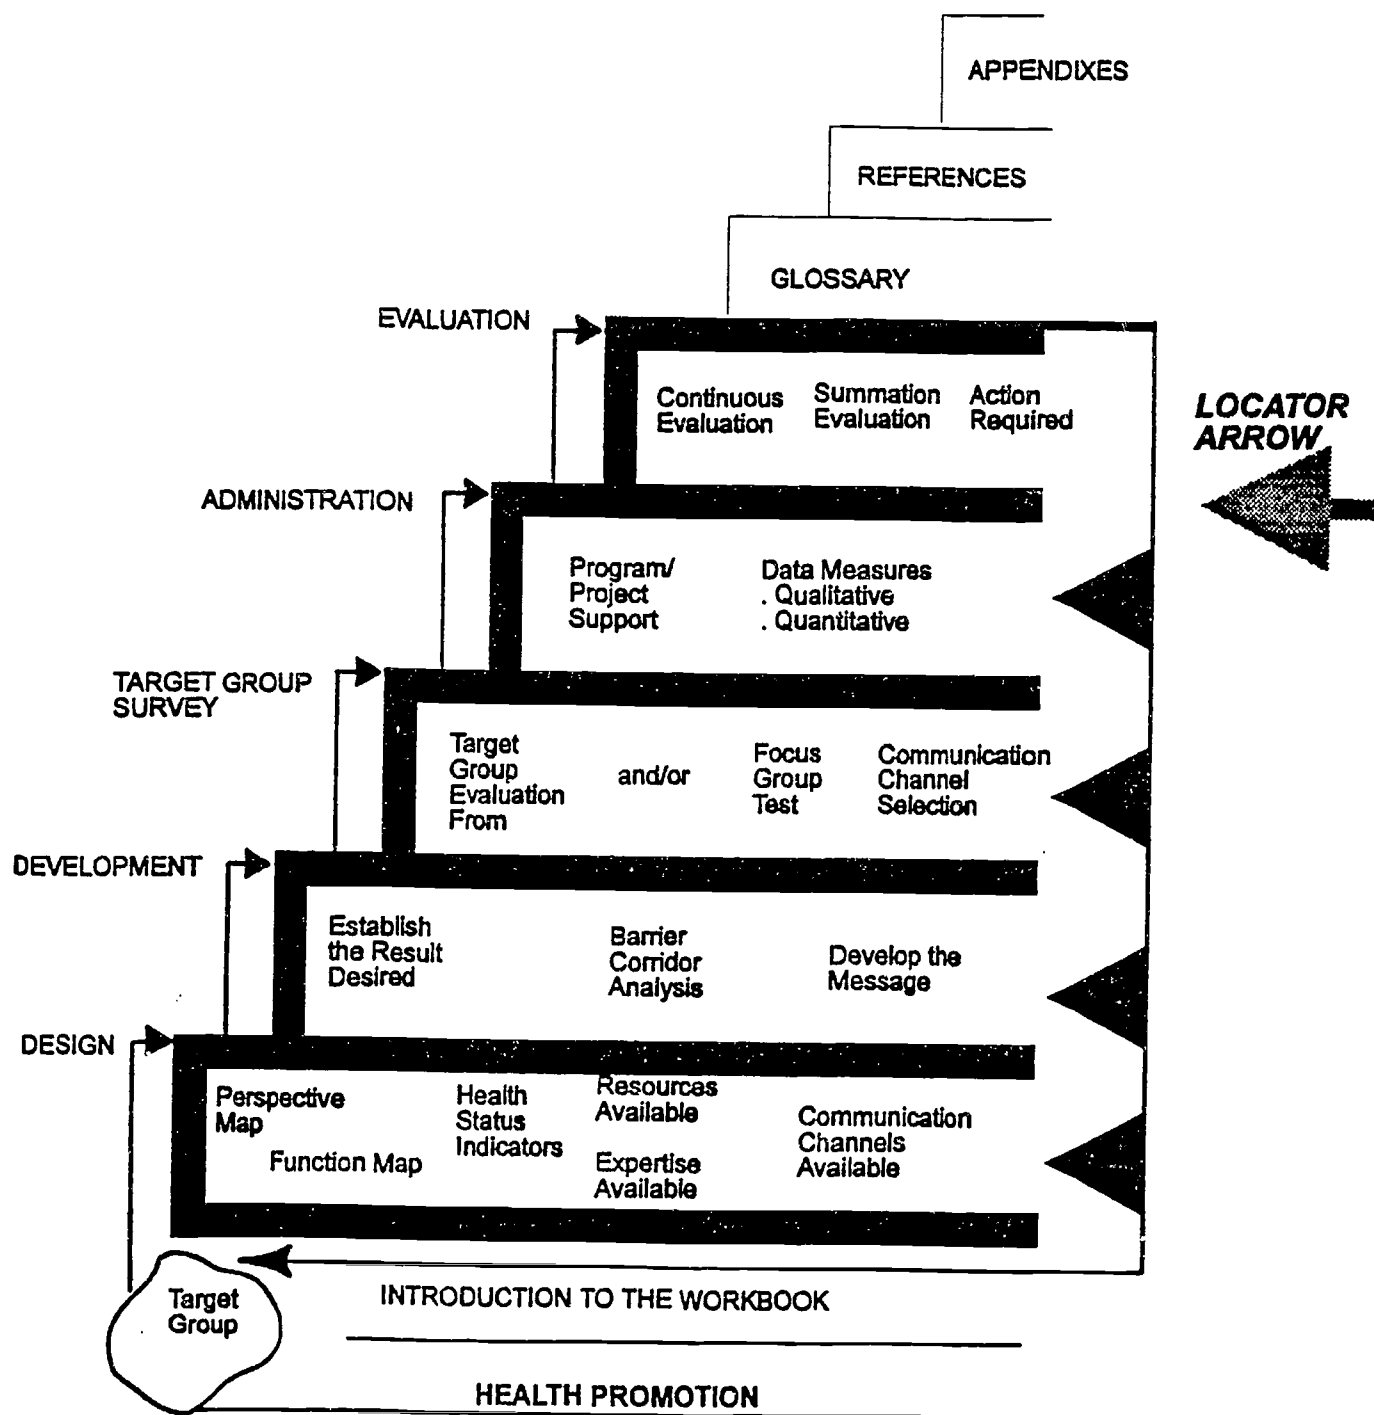 APPENDIXES
REFERENCES
GLOSSARY
EVALUATION
Continuous
Evaluation
Summation
Evaluation
Action
Required
LOCATOR
ARROW
ADMINISTRATION
Program/
Project
Support
Data Measures
. Qualitative
. Quantitative
TARGET GROUP
SURVEY
Target
Group
Evaluation
From
and/or
Focus
Group
Test
Communication
Channel
Selection
DEVELOPMENT
Establish
the Result
Desired
Barrier
Corridor
Analysis
Develop the
Message
DESIGN
Perspective
Map
Function Map
Health
Status
Indicators
Resources
Available
Expertise
Available
Communication
Channels
Available
Target
Group
INTRODUCTION TO THE WORKBOOK
HEALTH PROMOTION